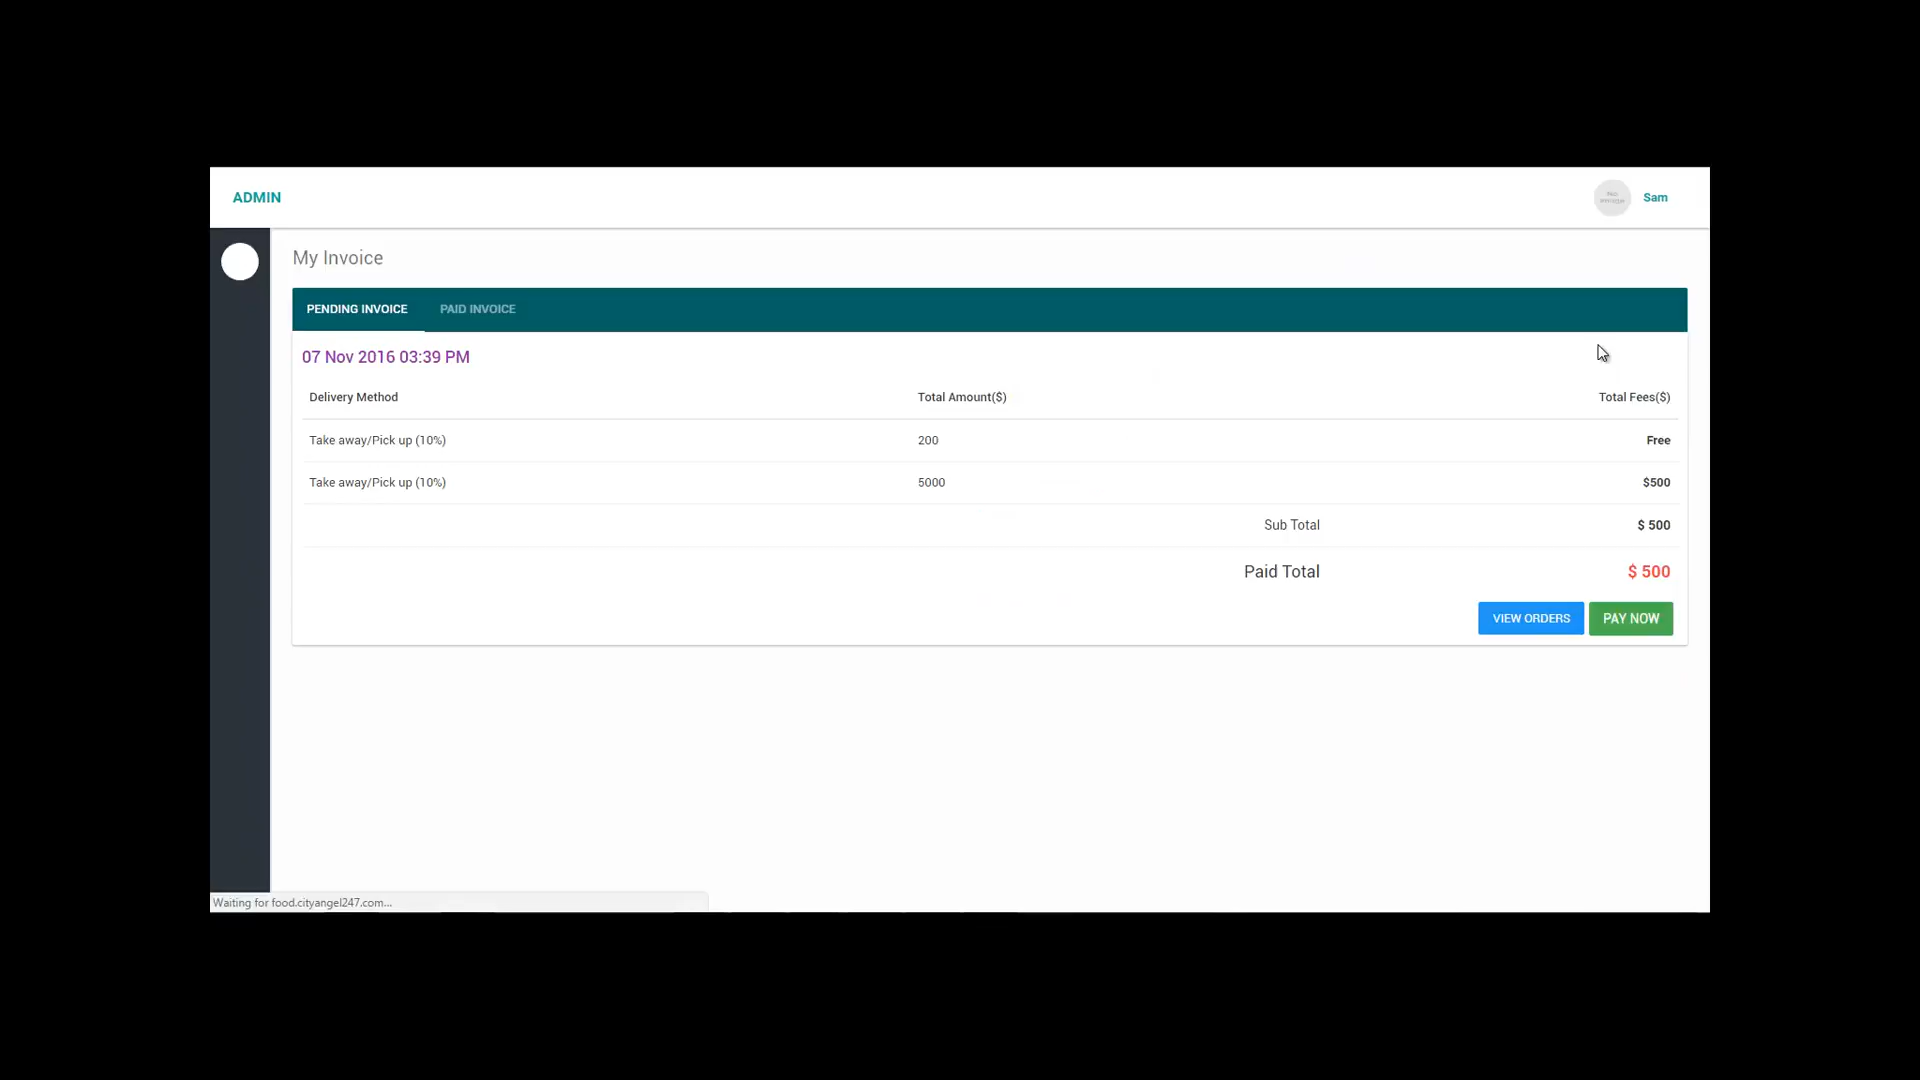 ADMIN
Sam
My Invoice
PENDING INVOICE PAID INVOICE
07 Nov 2016 03:39 PM
Delivery Method Total Amount($) Total Fees($)
Take away/Pick up (10%) 200 Free
Take away/Pick up (10%) 5000 $500
Sub Total $ 500
Paid Total $ 500
VIEW ORDERS PAY NOW
Waiting for food.cityangel247.com...